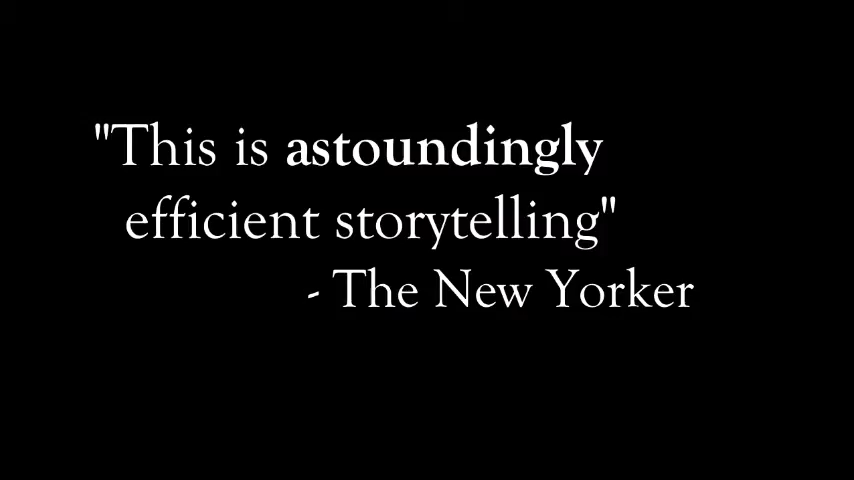 "This is astoundingly
efficient storytelling"
- The New Yorker